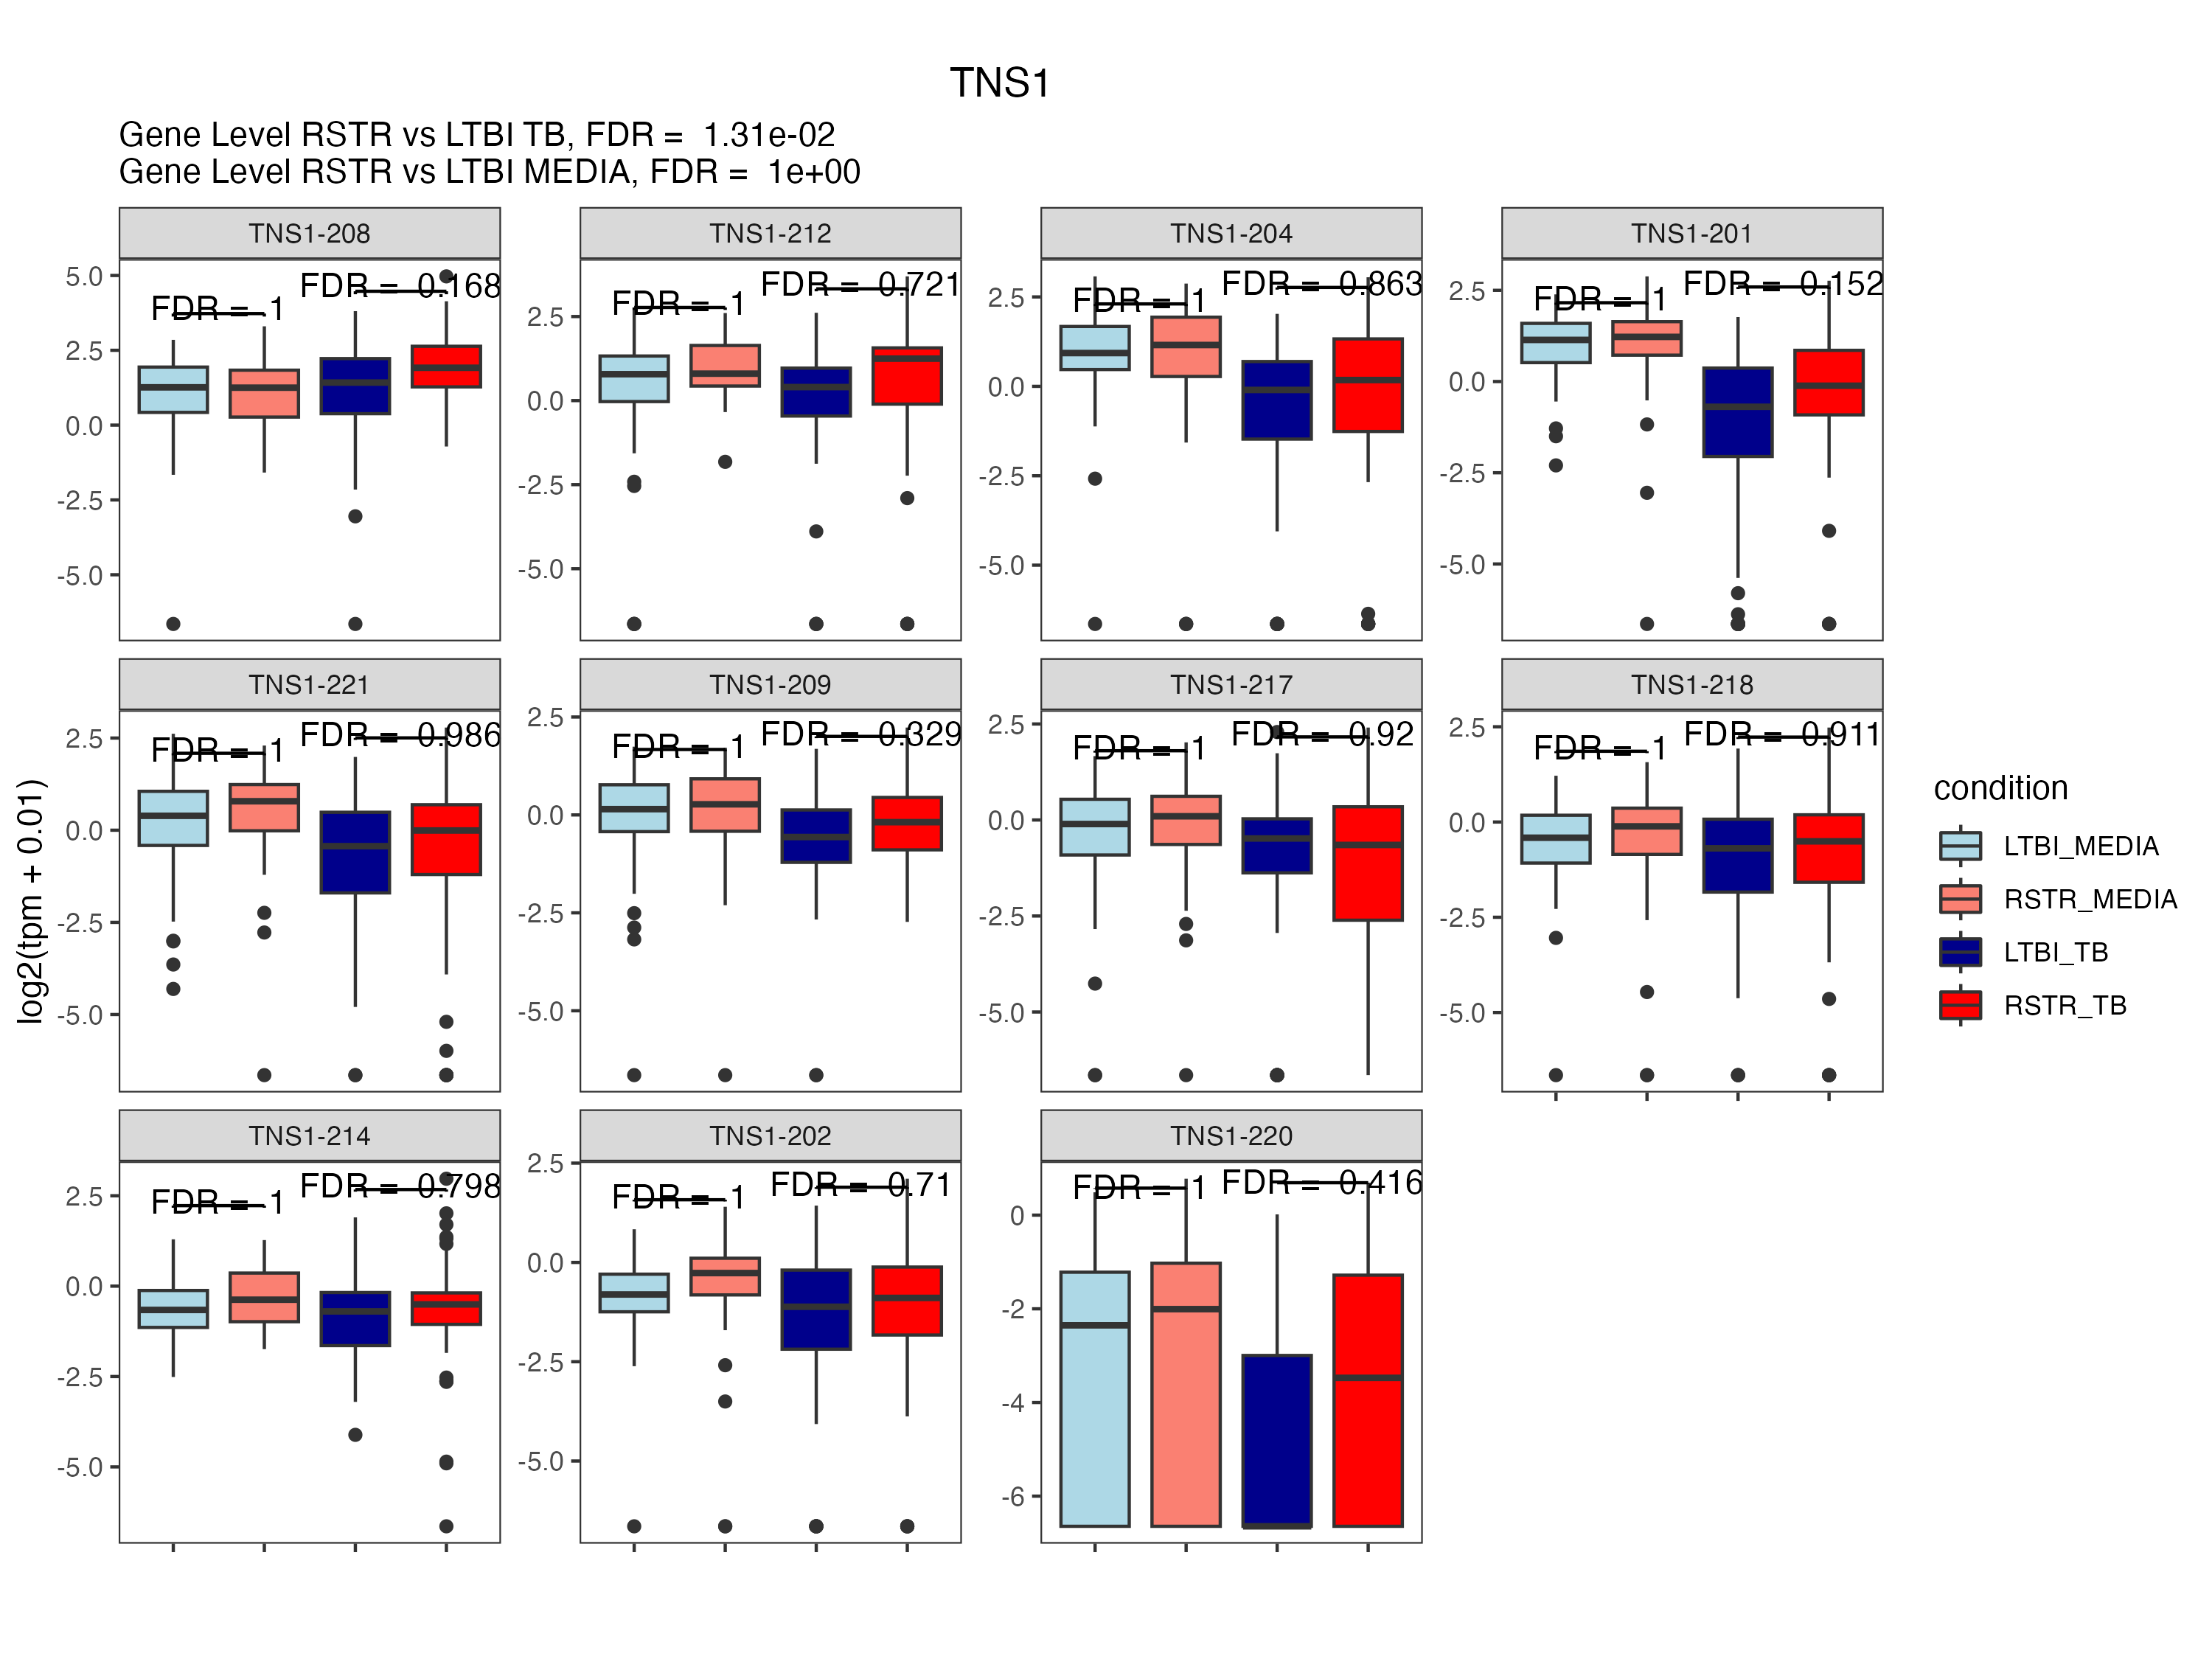 TNS1
Gene Level RSTR vs LTBI TB, FDR =  1.31e-02
Gene Level RSTR vs LTBI MEDIA, FDR =  1e+00
TNS1-208
TNS1-212
TNS1-204
TNS1-201
FDR = 1
FDR = 0.168
5.0
2.5
0.0
-2.5
-5.0
FDR = 1
FDR = 0.721
2.5
0.0
-2.5
-5.0
FDR = 1
FDR = 0.863
2.5
0.0
-2.5
-5.0
FDR = 1
FDR = 0.152
2.5
0.0
-2.5
-5.0
TNS1-221
TNS1-209
TNS1-217
TNS1-218
FDR = 1
FDR = 0.986
2.5
0.0
-2.5
-5.0
FDR = 1
FDR = 0.329
2.5
0.0
-2.5
-5.0
FDR = 1
FDR = 0.92
2.5
0.0
-2.5
-5.0
FDR = 1
FDR = 0.911
2.5
0.0
-2.5
-5.0
TNS1-214
TNS1-202
TNS1-220
FDR = 1
FDR = 0.798
2.5
0.0
-2.5
-5.0
FDR = 1
FDR = 0.71
2.5
0.0
-2.5
-5.0
FDR = 1
FDR = 0.416
0
-2
-4
-6
log2(tpm + 0.01)
condition
LTBI_MEDIA
RSTR_MEDIA
LTBI_TB
RSTR_TB